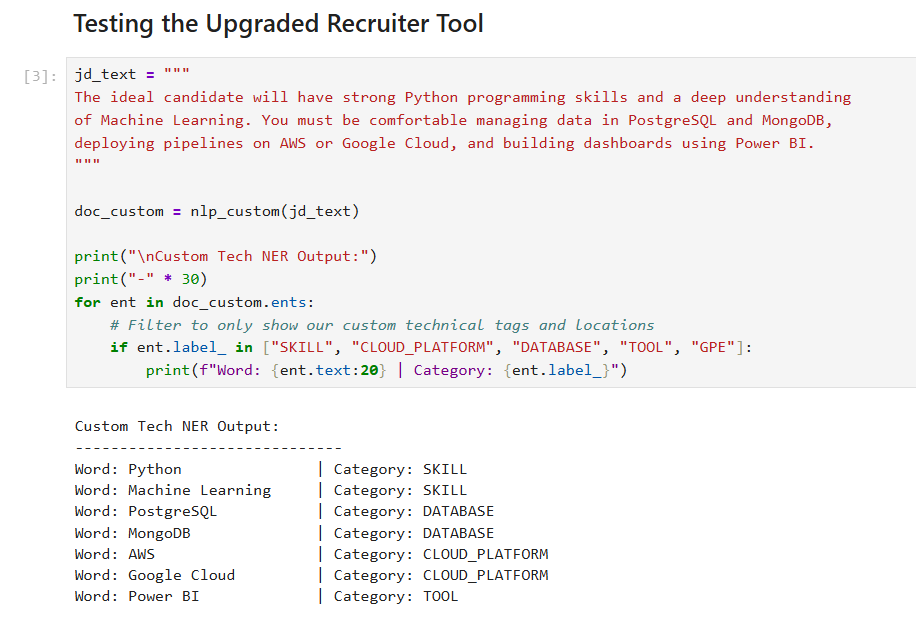 Testing the Upgraded Recruiter Tool
[3]:
jd_text = """
The ideal candidate will have strong Python programming skills and a deep understanding
of Machine Learning. You must be comfortable managing data in PostgreSQL and MongoDB,
deploying pipelines on AWS or Google Cloud, and building dashboards using Power BI.
"""
doc_custom = nlp_custom(jd_text)
print("\nCustom Tech NER Output:")
print("-" * 30)
for ent in doc_custom.ents:
    # Filter to only show our custom technical tags and locations
    if ent.label_ in ["SKILL", "CLOUD_PLATFORM", "DATABASE", "TOOL", "GPE"]:
        print(f"Word: {ent.text:20} | Category: {ent.label_}")
Custom Tech NER Output:
------------------------------
Word: Python               | Category: SKILL
Word: Machine Learning     | Category: SKILL
Word: PostgreSQL           | Category: DATABASE
Word: MongoDB              | Category: DATABASE
Word: AWS                  | Category: CLOUD_PLATFORM
Word: Google Cloud         | Category: CLOUD_PLATFORM
Word: Power BI             | Category: TOOL